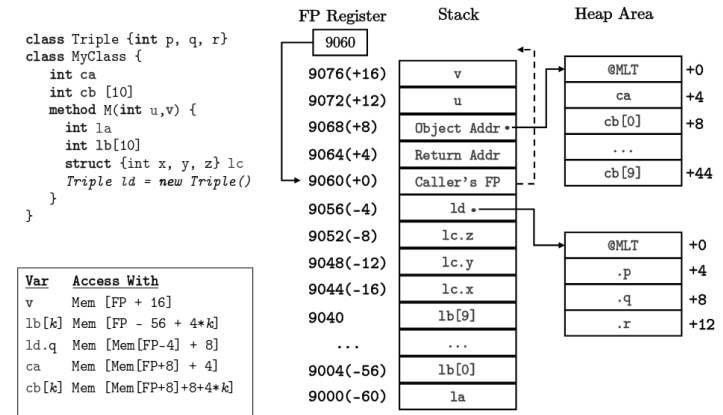 class Triple {int p, q, r}
class MyClass {
int ca
int cb [10]
method M(int u,v) {
int la
int lb[10]
struct {int x, y, z} lc
Triple ld = new Triple()
}
}
Var Access With
v Mem [FP + 16]
lb[k] Mem [FP - 56 + 4*k]
ld.q Mem [Mem[FP-4] + 8]
ca Mem [Mem[FP+8] + 4]
cb[k] Mem [Mem[FP+8]+8+4*k]
FP Register
9060
Stack
9076(+16) v
9072(+12) u
9068(+8) Object Addr
9064(+4) Return Addr
9060(+0) Caller's FP
9056(-4) ld
9052(-8) lc.z
9048(-12) lc.y
9044(-16) lc.x
9040 lb[9]
... ...
9004(-56) lb[0]
9000(-60) la
Heap Area
@MLT +0
ca +4
cb[0] +8
...
cb[9] +44
@MLT +0
.p +4
.q +8
.r +12